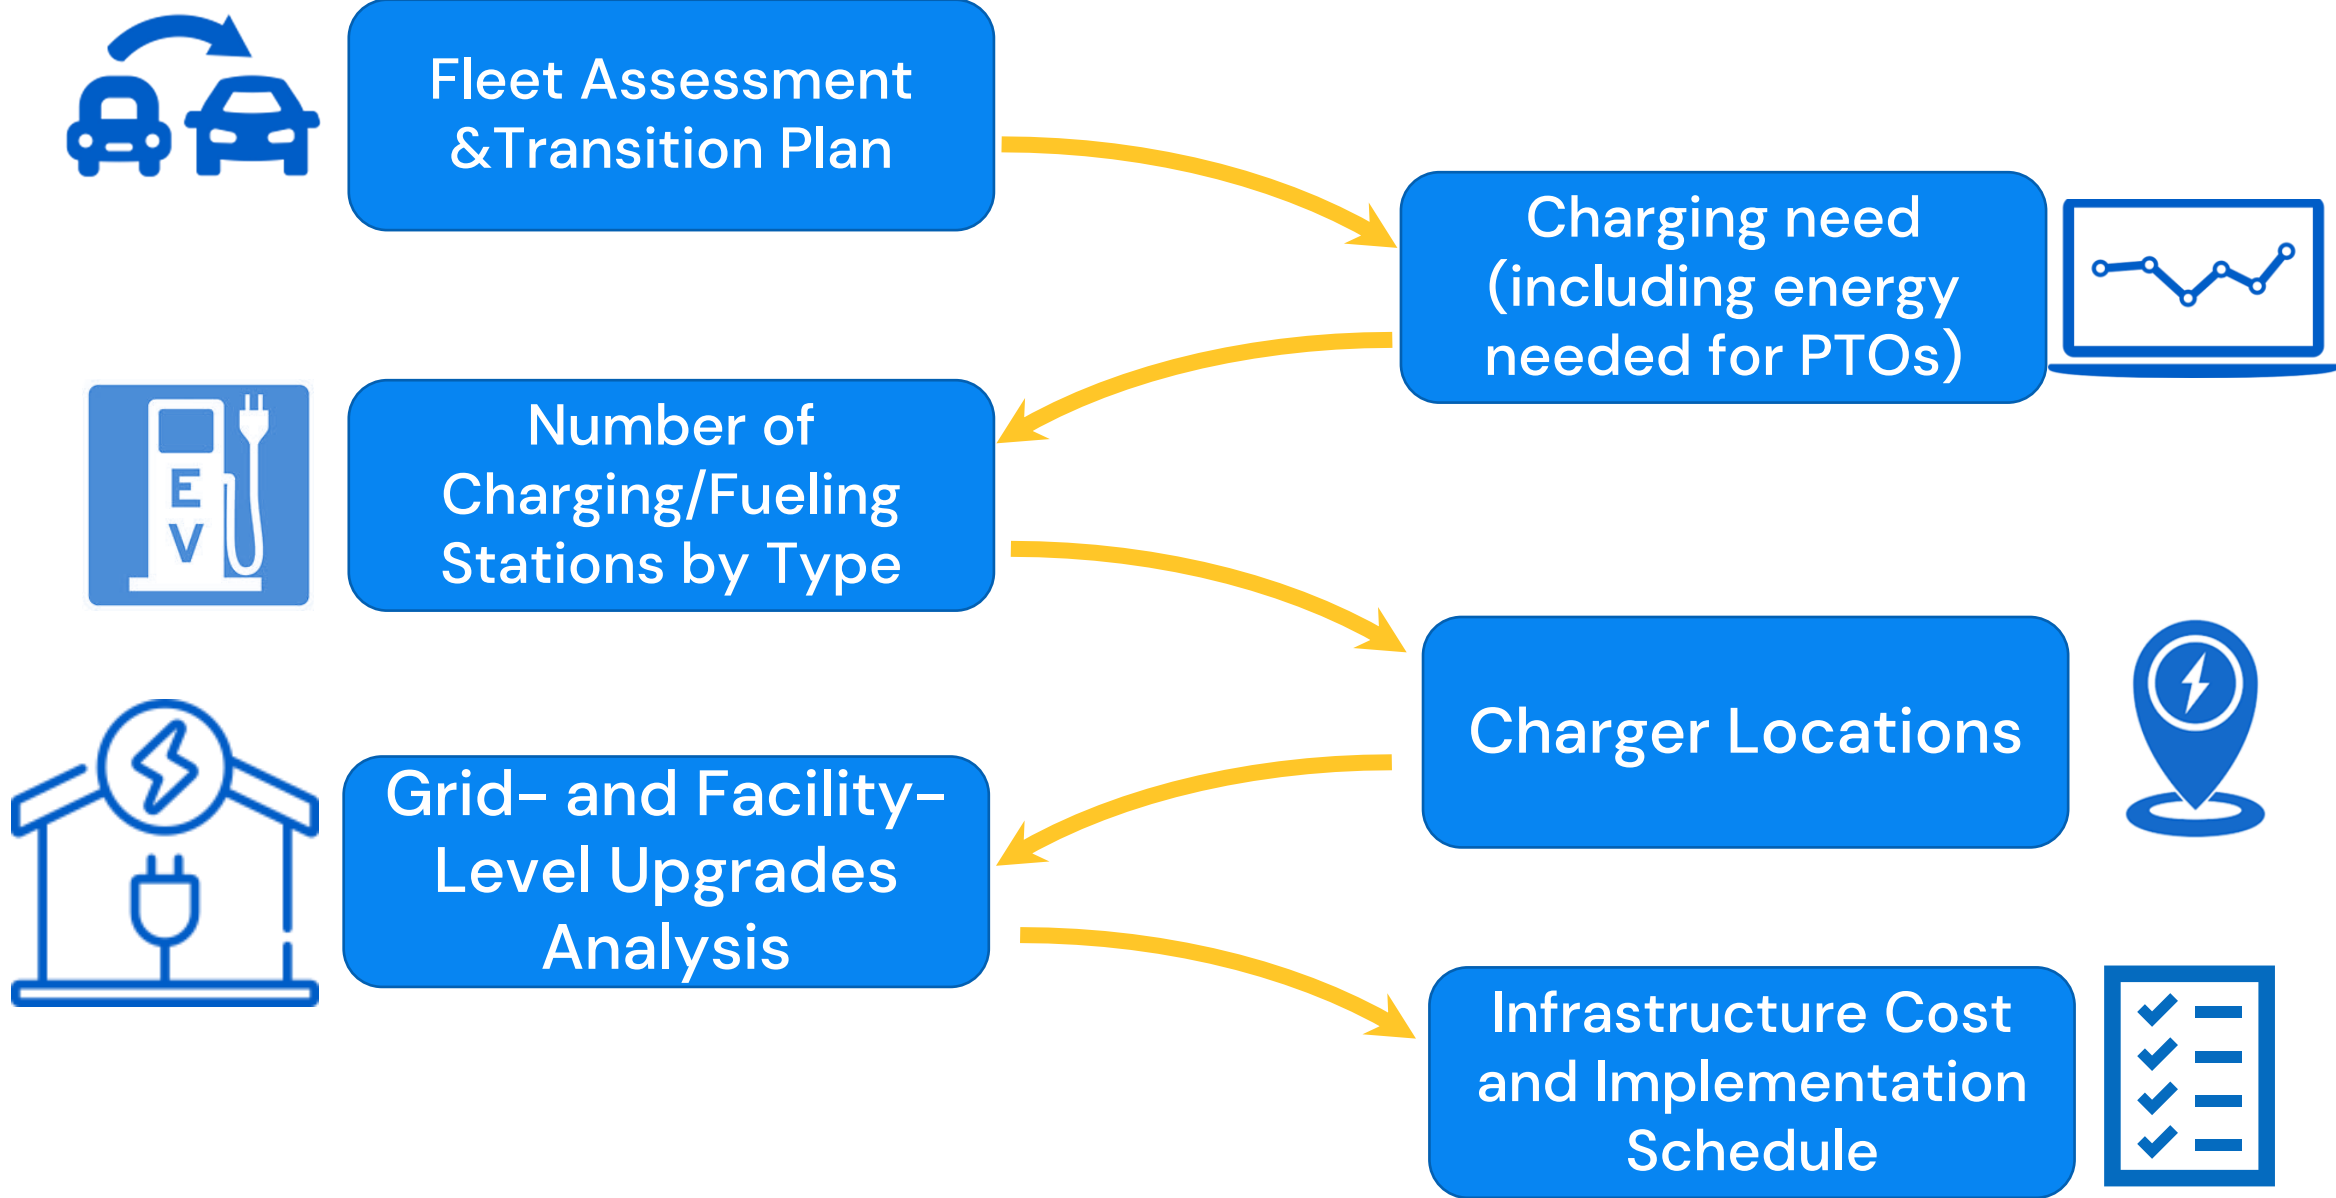 Fleet Assessment
&Transition Plan
Charging need
(including energy
needed for PTOs)
E
V
Number of
Charging/Fueling
Stations by Type
Charger Locations
Grid- and Facility-
Level Upgrades
Analysis
Infrastructure Cost
and Implementation
Schedule